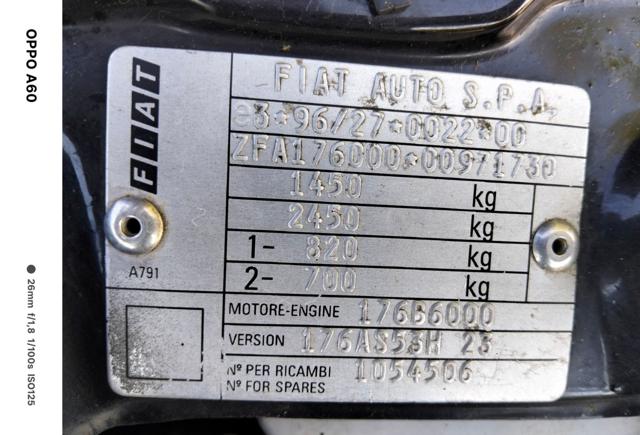 FIAT
FIAT AUTO S.P.A.
e3*96/27*0022*00
ZFA176000*00971730
1450 kg
2450 kg
1- 820 kg
2- 700 kg
A791
MOTORE-ENGINE 176B6000
VERSION 176AS53H 23
Nº PER RICAMBI 1054506
Nº FOR SPARES
OPPO A60
26mm f/1,8 1/100s ISO125